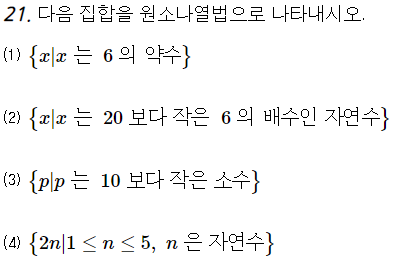 21. 다음 집합을 원소나열법으로 나타내시오.
(1) {x|x 는 6 의 약수}
(2) {x|x 는 20 보다 작은 6 의 배수인 자연수}
(3) {p|p 는 10 보다 작은 소수}
(4) {2n|1 ≤ n ≤ 5, n 은 자연수}